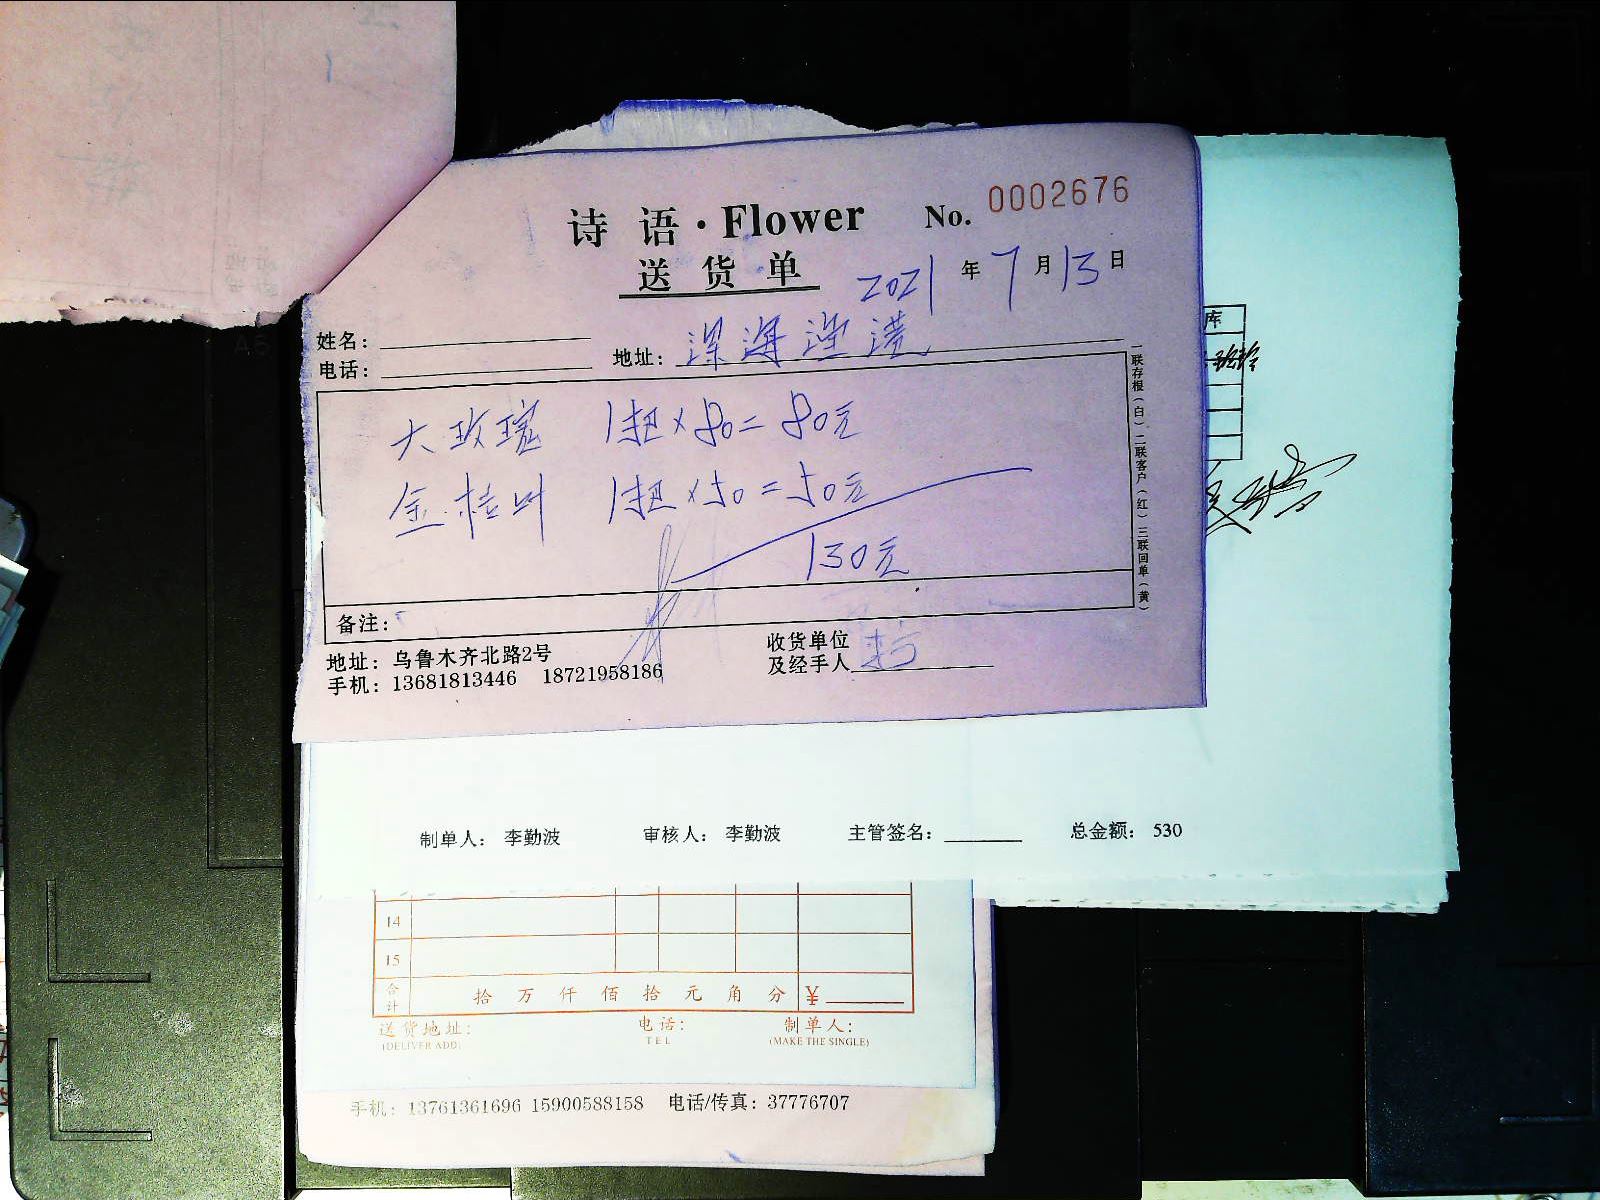 诗 语·Flower No. 0002676
送 货 单 2021 年 7 月 13 日
姓名：
电话：
地址：深海
大玫瑰 1扎×80=80元
金桔叶 1扎×50=50元
130元
备注：
地址：乌鲁木齐北路2号
手机：13681813446 18721958186
收货单位
及经手人
一联存根（白）二联客户（红）三联回单（黄）
库
制单人：李勤波 审核人：李勤波 主管签名： 总金额：530
14
15
合计 拾 万 仟 佰 拾 元 角 分 ¥
送货地址： 电话： 制单人：
(DELIVER ADD) TEL (MAKE THE SINGLE)
手机：13761361696 15900588158 电话/传真：37776707